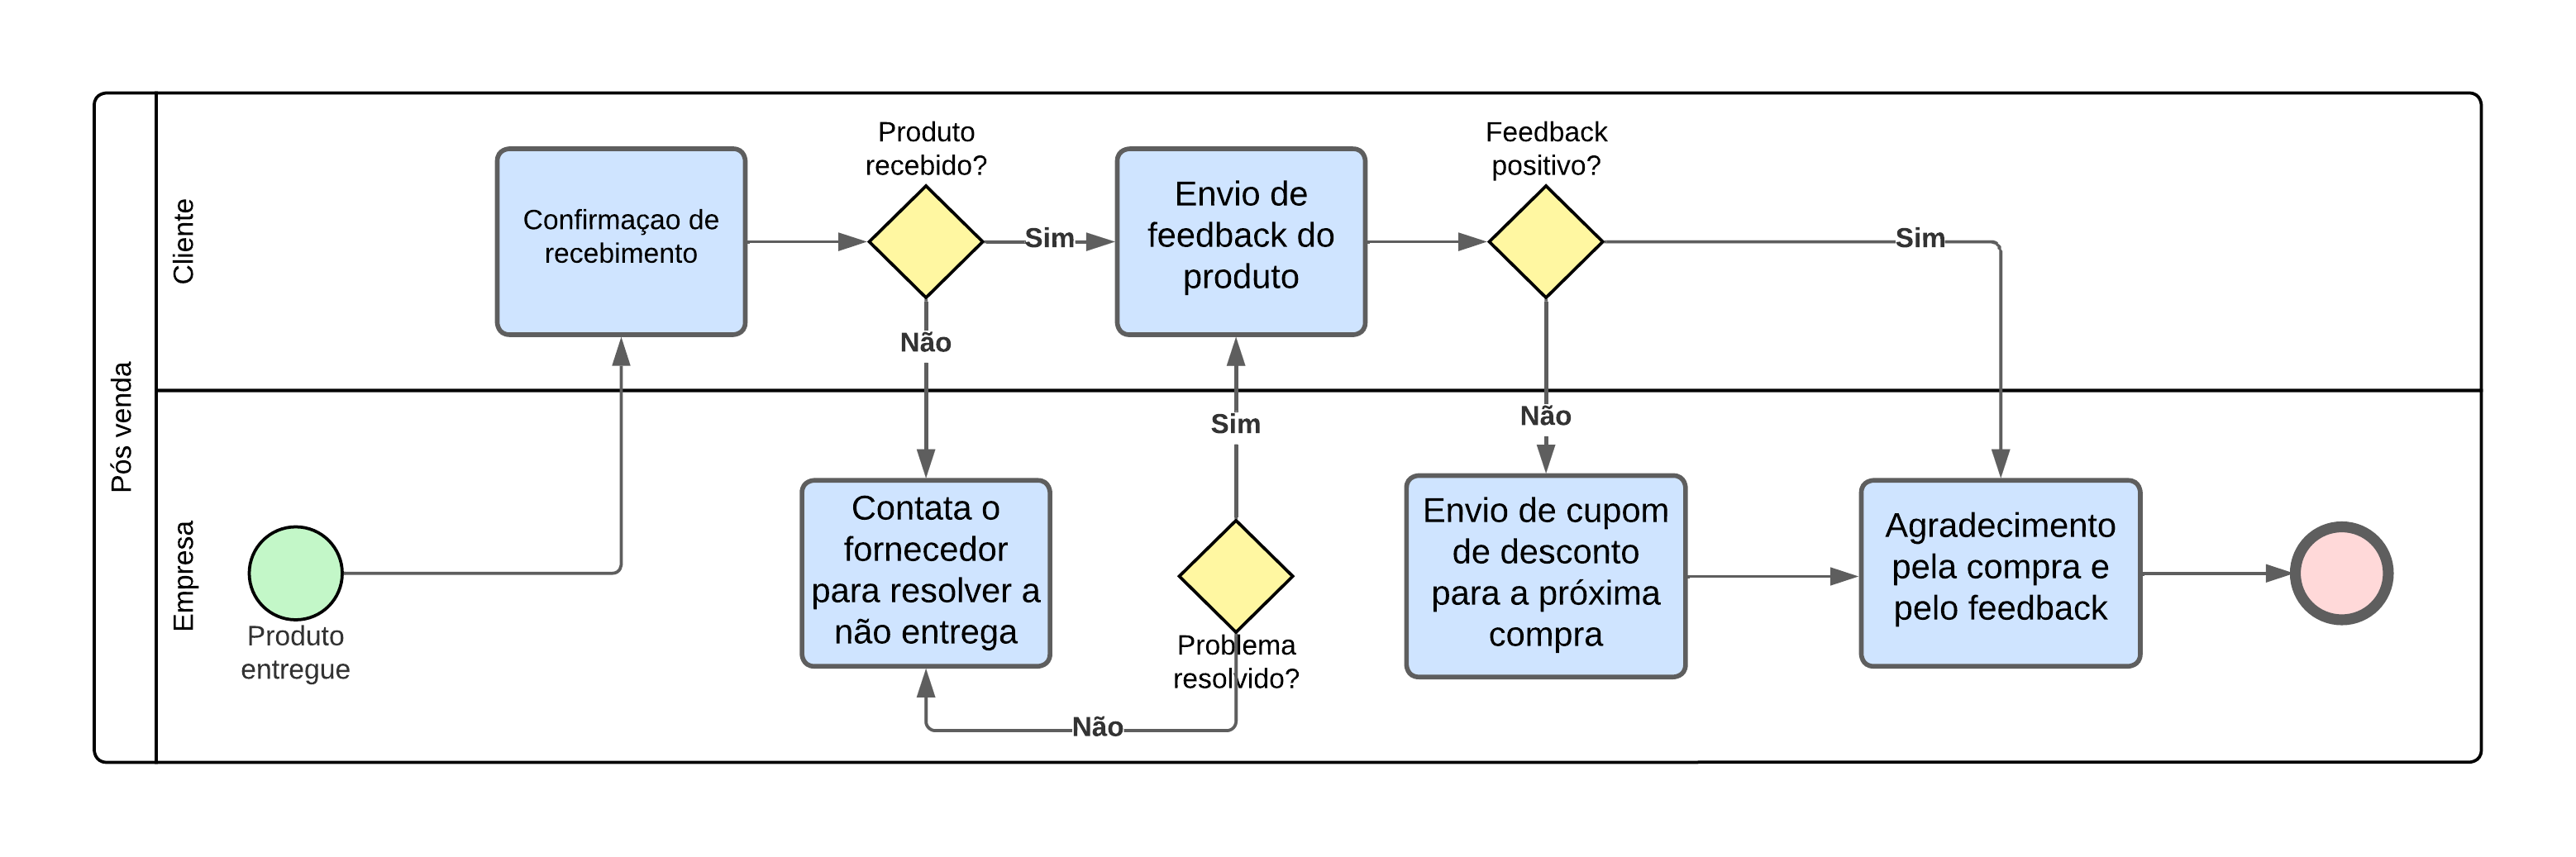 Pós venda
Cliente
Confirmaçao de
recebimento
Produto
recebido?
Sim
Não
Envio de
feedback do
produto
Feedback
positivo?
Sim
Não
Empresa
Produto
entregue
Contata o
fornecedor
para resolver a
não entrega
Sim
Problema
resolvido?
Não
Envio de cupom
de desconto
para a próxima
compra
Agradecimento
pela compra e
pelo feedback